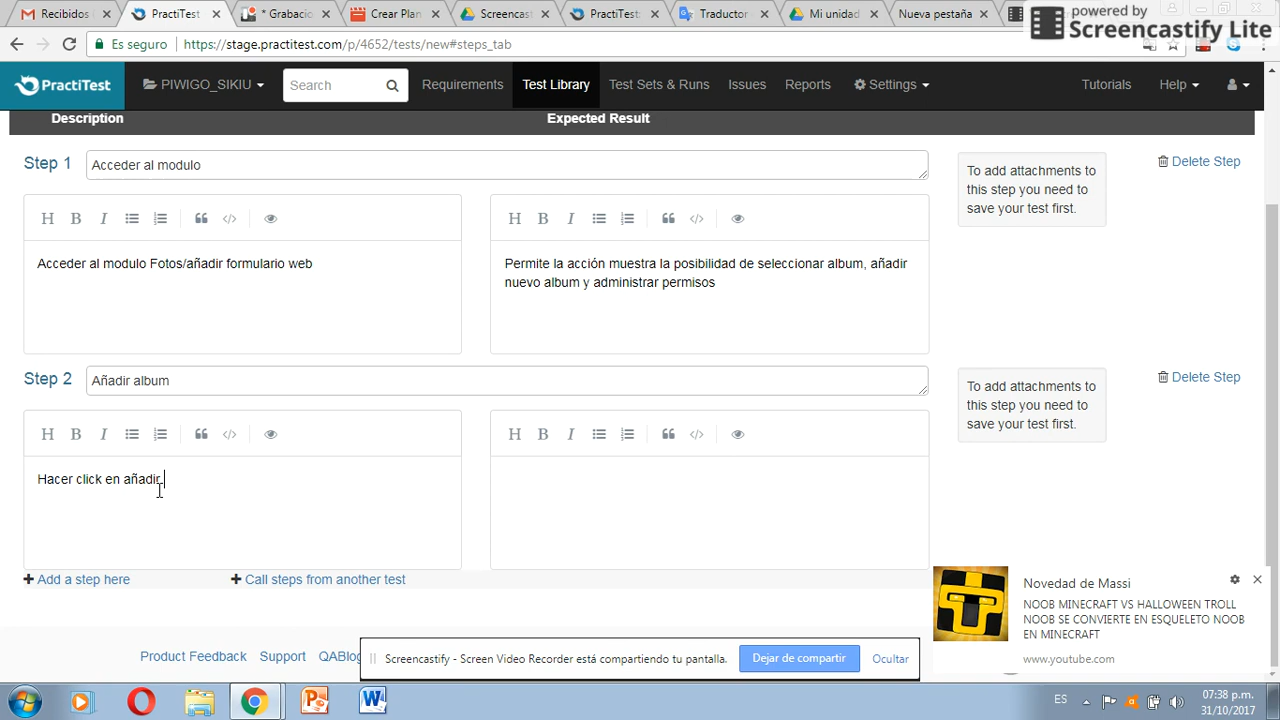 Recibidos
PractiTest
* Grabació
Crear Plan
Screencast
PractiTest
Traductor
Mi unidad
Nueva pestaña
powered by
Screencastify Lite
Es seguro
https://stage.practitest.com/p/4652/tests/new#steps_tab
PractiTest
PIWIGO_SIKIU
Search
Requirements
Test Library
Test Sets & Runs
Issues
Reports
Settings
Tutorials
Help
Description
Expected Result
Step 1
Acceder al modulo
To add attachments to
this step you need to
save your test first.
Delete Step
H B I
H B I
Acceder al modulo Fotos/añadir formulario web
Permite la acción muestra la posibilidad de seleccionar album, añadir
nuevo album y administrar permisos
Step 2
Añadir album
To add attachments to
this step you need to
save your test first.
Delete Step
H B I
H B I
Hacer click en añadir,
Add a step here
Call steps from another test
Novedad de Massi
NOOB MINECRAFT VS HALLOWEEN TROLL
NOOB SE CONVIERTE EN ESQUELETO NOOB
EN MINECRAFT
www.youtube.com
Product Feedback
Support
QABlog
Screencastify - Screen Video Recorder está compartiendo tu pantalla.
Dejar de compartir
Ocultar
ES
07:38 p.m.
31/10/2017